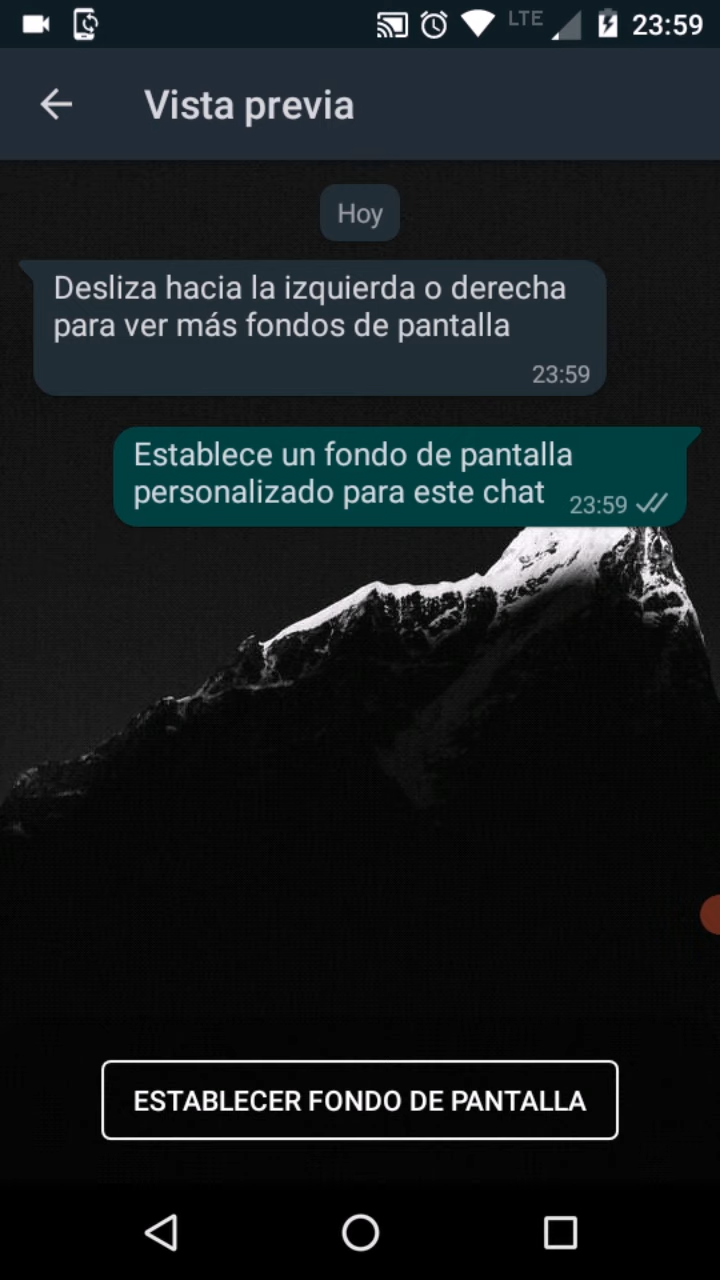 LTE 23:59
Vista previa
Hoy
Desliza hacia la izquierda o derecha
para ver más fondos de pantalla
23:59
Establece un fondo de pantalla
personalizado para este chat 23:59
ESTABLECER FONDO DE PANTALLA